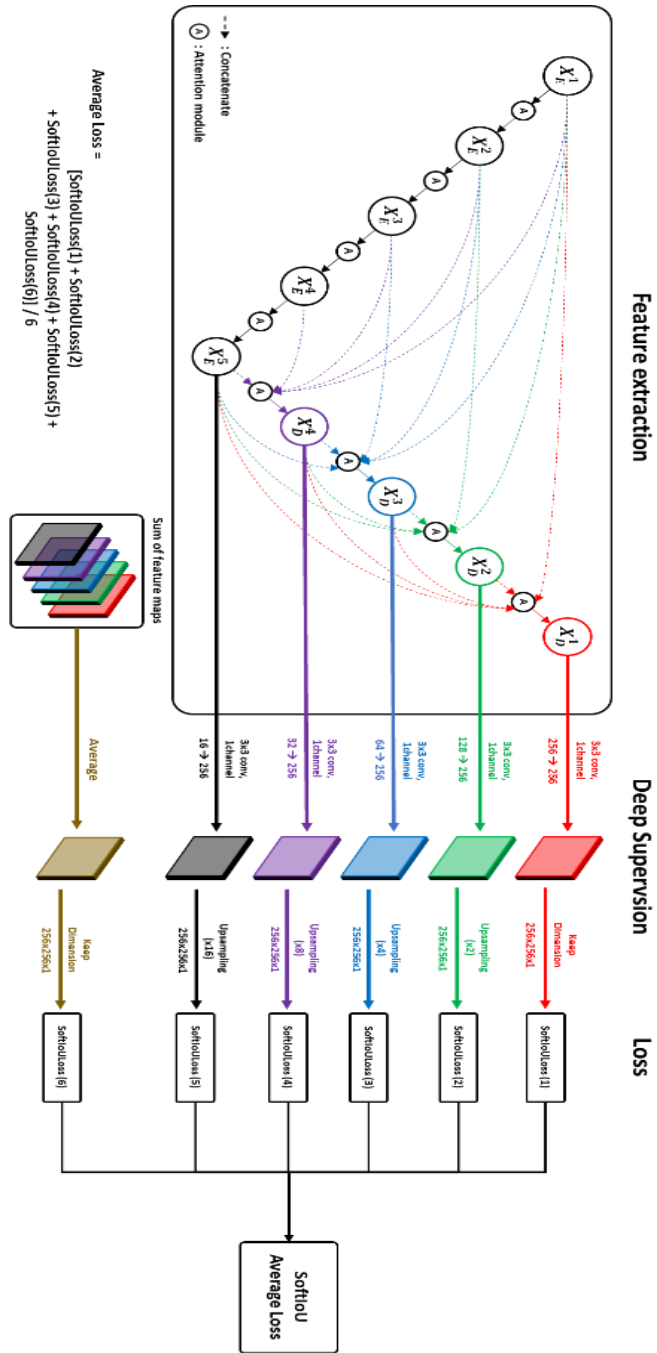 Feature extraction
Deep Supervsion
Loss
X_E^1
X_E^2
X_E^3
X_E^4
X_E^5
X_D^4
X_D^3
X_D^2
X_D^1
A
A
A
A
A
A
A
A
--► : Concatenate
A : Attention module
3x3 conv,
1channel
256 → 256
3x3 conv,
1channel
128 → 256
3x3 conv,
1channel
64 → 256
3x3 conv,
1channel
32 → 256
3x3 conv,
1channel
16 → 256
Keep
Dimension
256x256x1
Upsampling
(x2)
256x256x1
Upsampling
(x4)
256x256x1
Upsampling
(x8)
256x256x1
Upsampling
(x16)
256x256x1
SoftIoULoss (1)
SoftIoULoss (2)
SoftIoULoss (3)
SoftIoULoss (4)
SoftIoULoss (5)
SoftIoULoss (6)
SoftIoU
Average Loss
Average Loss =
[SoftIoULoss(1) + SoftIoULoss(2)
+ SoftIoULoss(3) + SoftIoULoss(4) + SoftIoULoss(5) +
SoftIoULoss(6)] / 6
Sum of feature maps
Average
Keep
Dimension
256x256x1